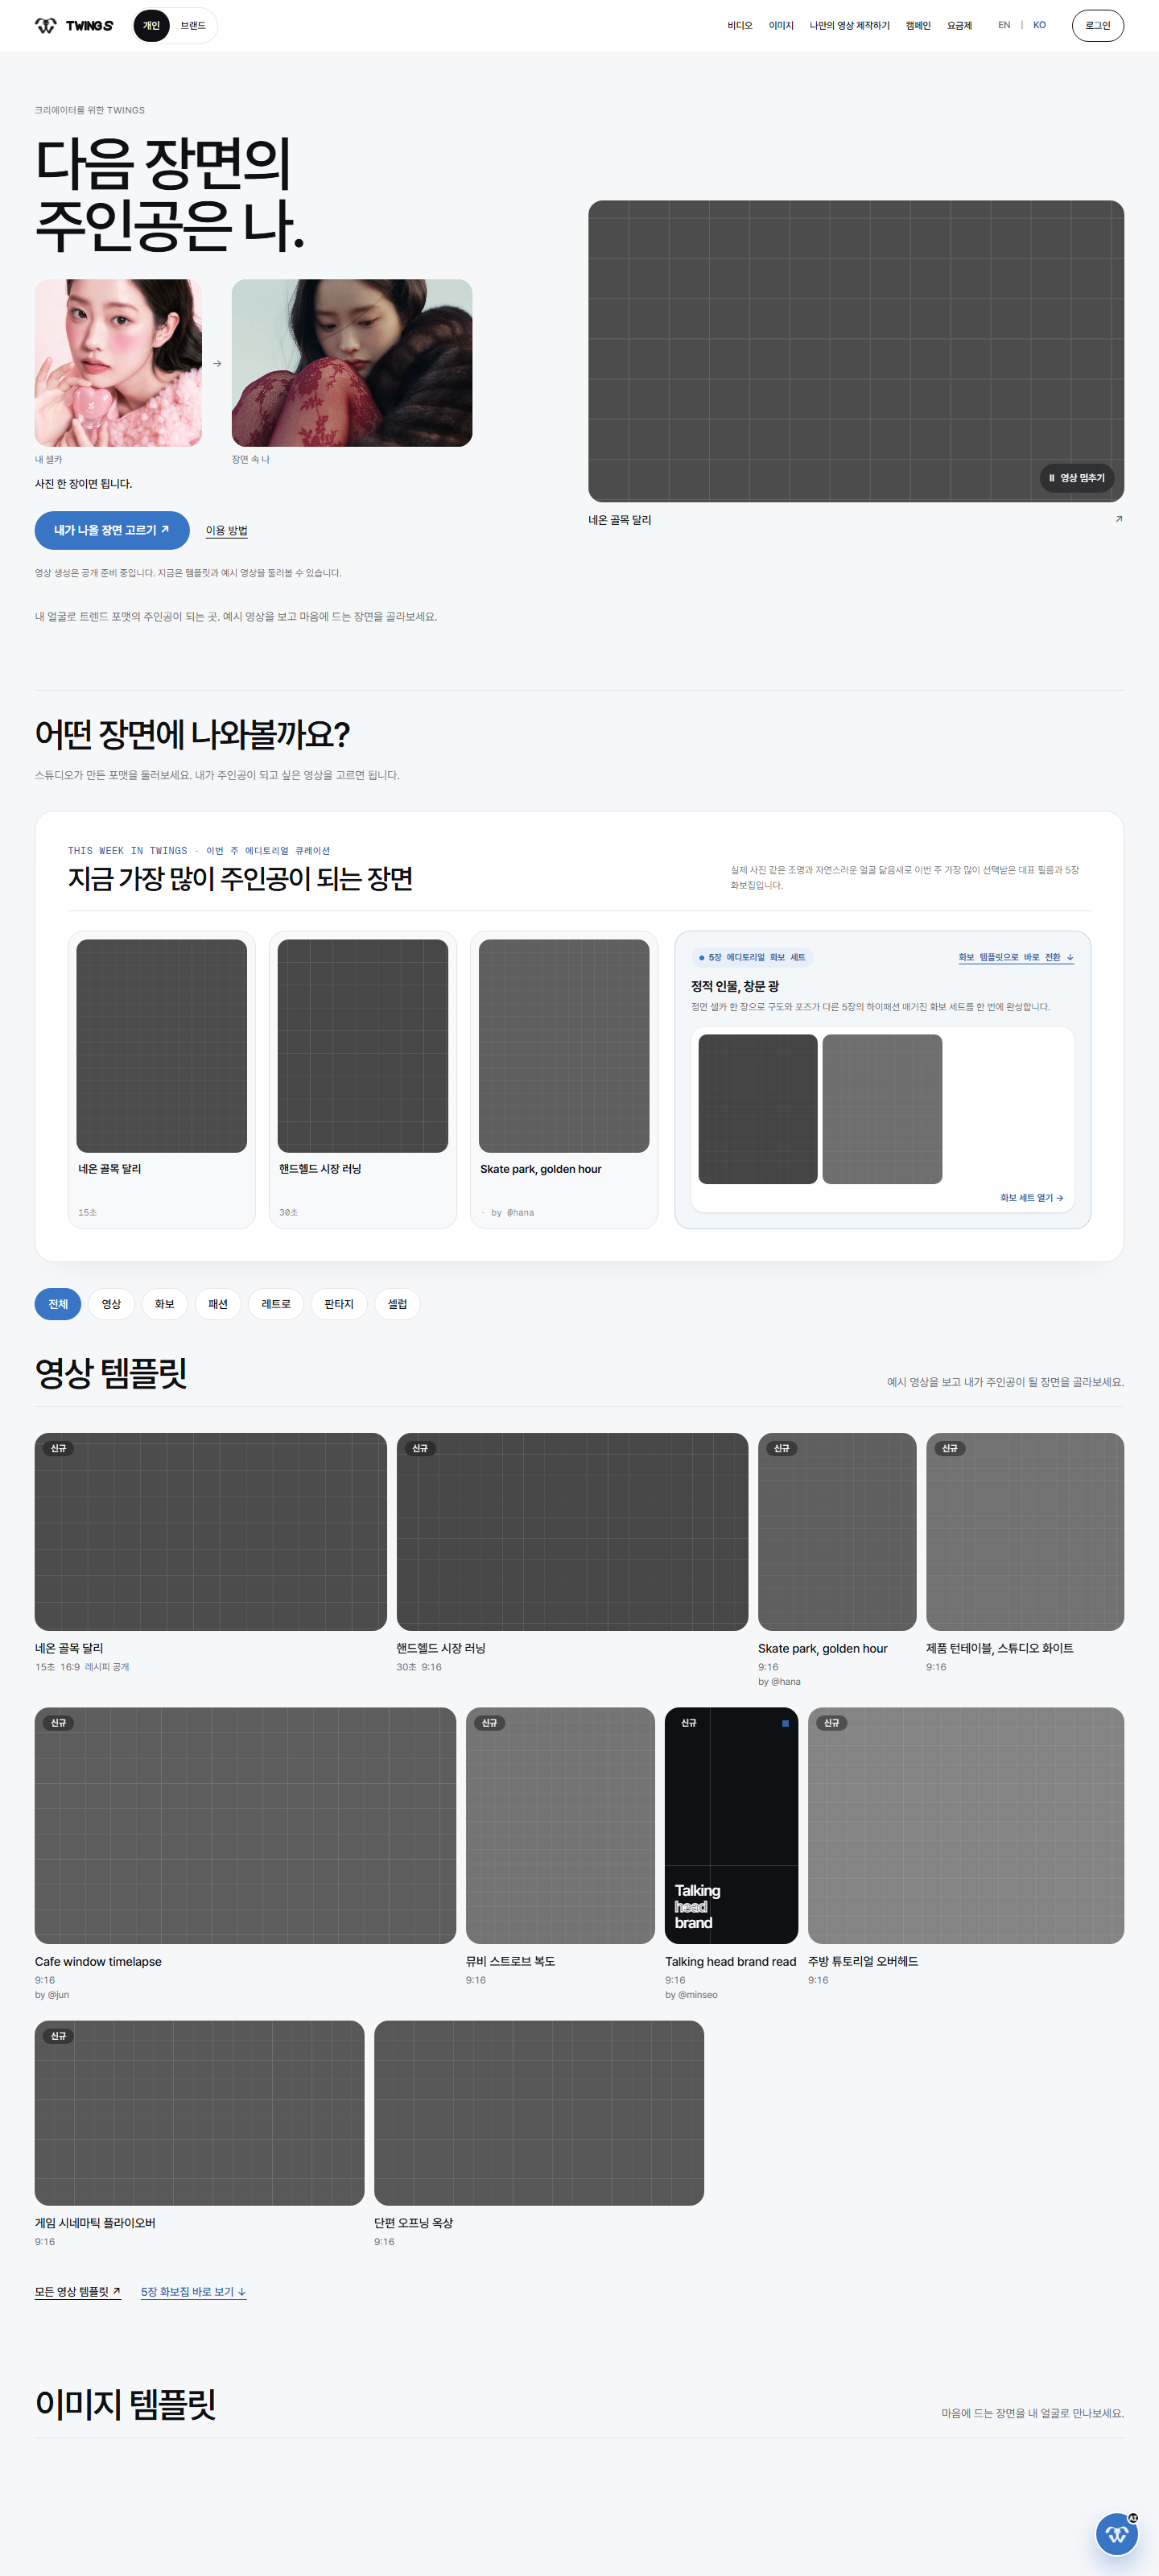 TWINGS
개인
브랜드
비디오
이미지
나만의 영상 제작하기
캠페인
요금제
EN | KO
로그인
크리에이터를 위한 TWINGS
다음 장면의
주인공은 나.
→
내 셀카
장면 속 나
사진 한 장이면 됩니다.
내가 나올 장면 고르기 ↗
이용 방법
영상 생성은 공개 준비 중입니다. 지금은 템플릿과 예시 영상을 둘러볼 수 있습니다.
내 얼굴로 트렌드 포맷의 주인공이 되는 곳. 예시 영상을 보고 마음에 드는 장면을 골라보세요.
영상 멈추기
네온 골목 달리
↗
어떤 장면에 나와볼까요?
스튜디오가 만든 포맷을 둘러보세요. 내가 주인공이 되고 싶은 영상을 고르면 됩니다.
THIS WEEK IN TWINGS · 이번 주 에디토리얼 큐레이션
지금 가장 많이 주인공이 되는 장면
실제 사진 같은 조명과 자연스러운 얼굴 닮음새로 이번 주 가장 많이 선택받은 대표 필름과 5장
화보집입니다.
네온 골목 달리
15초
핸드헬드 시장 러닝
30초
Skate park, golden hour
· by @hana
5장 에디토리얼 화보 세트
화보 템플릿으로 바로 전환 ↓
정적 인물, 창문 광
정면 셀카 한 장으로 구도와 포즈가 다른 5장의 하이패션 매거진 화보 세트를 한 번에 완성합니다.
화보 세트 열기 →
전체
영상
화보
패션
레트로
판타지
셀럽
영상 템플릿
예시 영상을 보고 내가 주인공이 될 장면을 골라보세요.
신규
신규
신규
신규
네온 골목 달리
15초 16:9 레시피 공개
핸드헬드 시장 러닝
30초 9:16
Skate park, golden hour
9:16
by @hana
제품 턴테이블, 스튜디오 화이트
9:16
신규
신규
신규
신규
Talking
head
brand
Cafe window timelapse
9:16
by @jun
뮤비 스트로브 복도
9:16
Talking head brand read
9:16
by @minseo
주방 튜토리얼 오버헤드
9:16
신규
게임 시네마틱 플라이오버
9:16
단편 오프닝 옥상
9:16
모든 영상 템플릿 ↗
5장 화보집 바로 보기 ↓
이미지 템플릿
마음에 드는 장면을 내 얼굴로 만나보세요.
AI